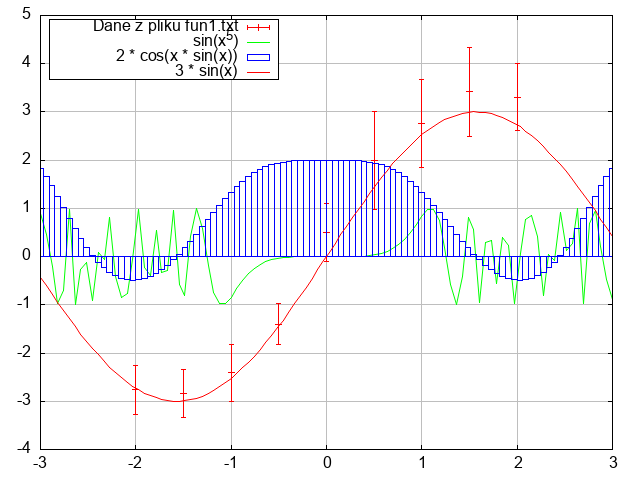 5
4
3
2
1
0
-1
-2
-3
-4
-3 -2 -1 0 1 2 3
Dane z pliku fun1.txt
sin(x⁵)
2 * cos(x * sin(x))
3 * sin(x)